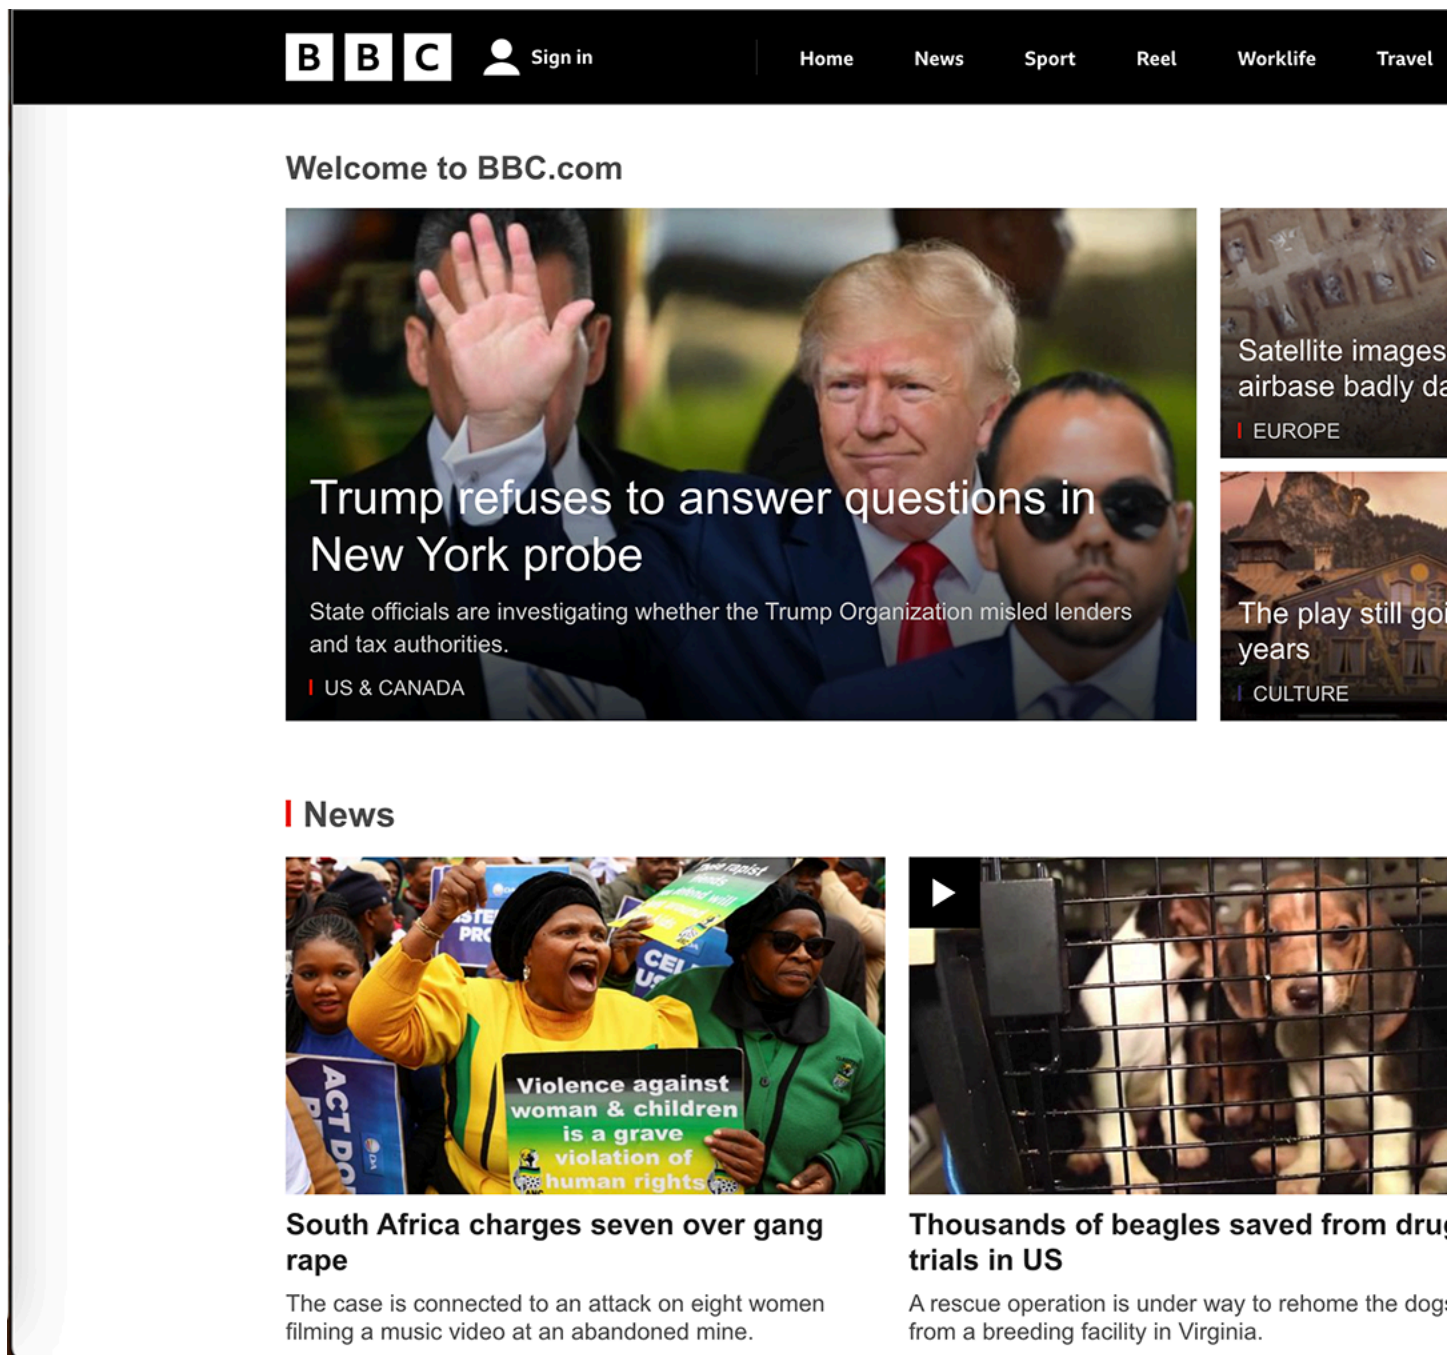 BBC
Sign in
Home
News
Sport
Reel
Worklife
Travel
Welcome to BBC.com
Trump refuses to answer questions in
New York probe
State officials are investigating whether the Trump Organization misled lenders
and tax authorities.
US & CANADA
Satellite images
airbase badly
EUROPE
The play still
years
CULTURE
News
ACT
DA
Violence against
woman & children
is a grave
violation of
human rights
South Africa charges seven over gang
rape
The case is connected to an attack on eight women
filming a music video at an abandoned mine.
Thousands of beagles saved from
trials in US
A rescue operation is under way to rehome the
from a breeding facility in Virginia.